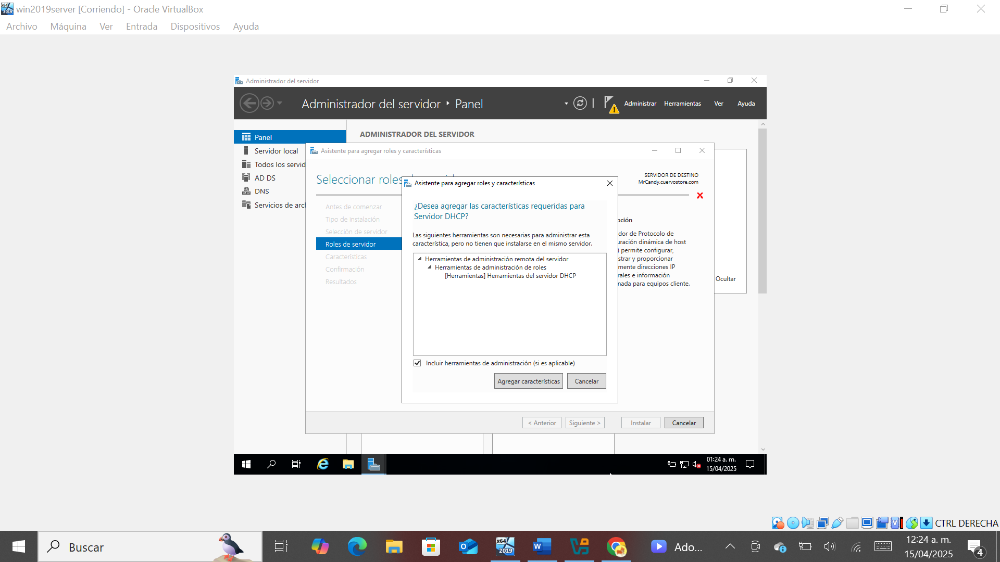 win2019server [Corriendo] - Oracle VirtualBox
Archivo Máquina Ver Entrada Dispositivos Ayuda
Administrador del servidor
Administrador del servidor Panel
Administrar Herramientas Ver Ayuda
Panel
Servidor local
Todos los servid
AD DS
DNS
Servicios de arc
ADMINISTRADOR DEL SERVIDOR
Asistente para agregar roles y características
Seleccionar roles
SERVIDOR DE DESTINO
MrCandy.cuervostore.com
Antes de comenzar
Tipo de instalación
Selección de servidor
Roles de servidor
Características
Confirmación
Resultados
Asistente para agregar roles y características
¿Desea agregar las características requeridas para
Servidor DHCP?
Las siguientes herramientas son necesarias para administrar esta
característica, pero no tienen que instalarse en el mismo servidor.
Herramientas de administración remota del servidor
Herramientas de administración de roles
[Herramientas] Herramientas del servidor DHCP
Incluir herramientas de administración (si es aplicable)
Agregar características Cancelar
pción
dor de Protocolo de
uración dinámica de host
) permite configurar,
strar y proporcionar
mente direcciones IP
rales e información
nada para equipos cliente.
Ocultar
< Anterior Siguiente > Instalar Cancelar
01:24 a. m.
15/04/2025
CTRL DERECHA
Buscar
x64
2019
Ado...
12:24 a. m.
15/04/2025
4